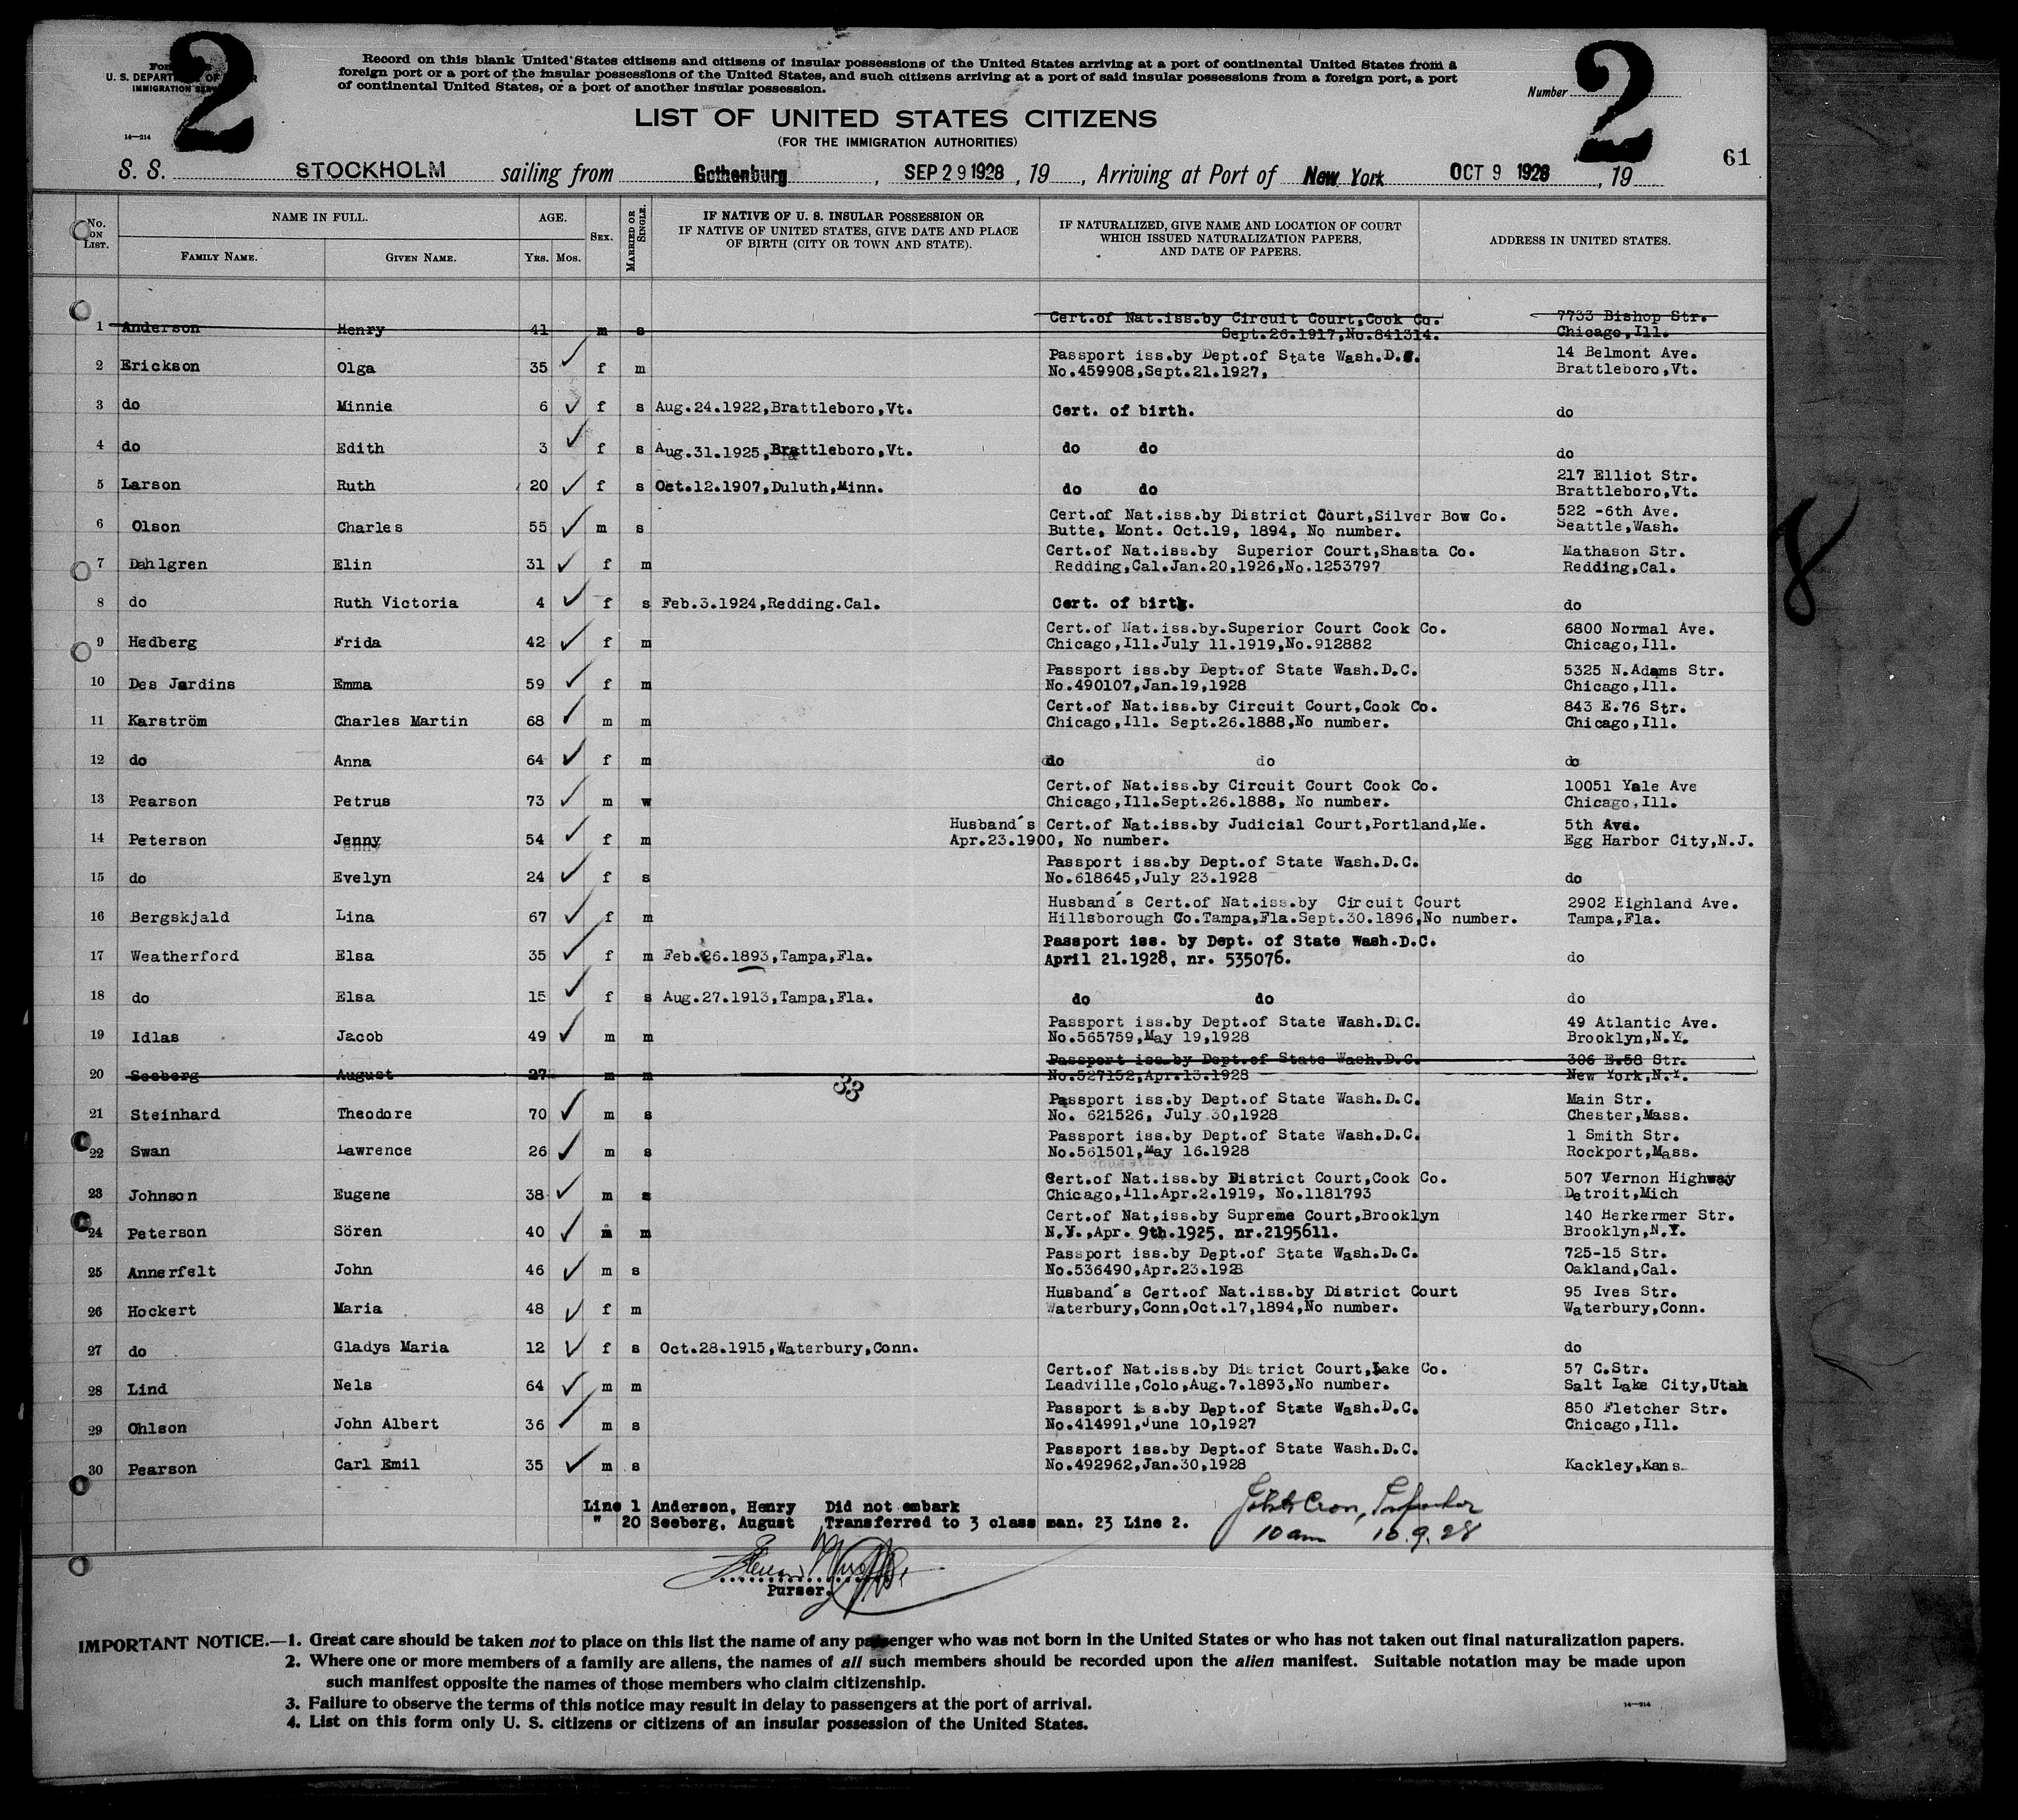 2
2
Record on this blank United States citizens and citizens of insular possessions of the United States arriving at a port of continental United States from a
foreign port or a port of the insular possessions of the United States, and such citizens arriving at a port of said insular possessions from a foreign port, a port
of continental United States, or a port of another insular possession.
U. S. DEPARTMENT OF
IMMIGRATION SERV
Number
14—214
LIST OF UNITED STATES CITIZENS
(FOR THE IMMIGRATION AUTHORITIES)
61
S. S. STOCKHOLM sailing from Gothenburg, SEP 29 1928, 19, Arriving at Port of New York OCT 9 1928, 19
No. ON LIST. NAME IN FULL. FAMILY NAME. GIVEN NAME. AGE. YRS. MOS. SEX. MARRIED OR SINGLE. IF NATIVE OF U. S. INSULAR POSSESSION OR IF NATIVE OF UNITED STATES, GIVE DATE AND PLACE OF BIRTH (CITY OR TOWN AND STATE). IF NATURALIZED, GIVE NAME AND LOCATION OF COURT WHICH ISSUED NATURALIZATION PAPERS, AND DATE OF PAPERS. ADDRESS IN UNITED STATES.
Cert.of Nat.iss.by Circuit Court,Cook Co. 7733 Bishop Str.
1 Anderson Henry 41 m s Sept.26.1917,No.841314. Chicago,Ill.
Passport iss.by Dept.of State Wash.D.C. 14 Belmont Ave.
2 Erickson Olga 35 ✓ f m No.459908,Sept.21.1927, Brattleboro,Vt.
3 do Minnie 6 ✓ f s Aug.24.1922,Brattleboro,Vt. Cert. of birth. do
4 do Edith 3 ✓ f s Aug.31.1925,Brattleboro,Vt. do do do
217 Elliot Str.
5 Larson Ruth 20 ✓ f s Oct.12.1907,Duluth,Minn. do do Brattleboro,Vt.
Cert.of Nat.iss.by District Court,Silver Bow Co. 522 -6th Ave.
6 Olson Charles 55 ✓ m s Butte, Mont. Oct.19, 1894, No number. Seattle,Wash.
Cert.of Nat.iss.by Superior Court,Shasta Co. Mathason Str.
7 Dahlgren Elin 31 ✓ f m Redding,Cal.Jan.20,1926,No.1253797 Redding,Cal.
8 do Ruth Victoria 4 ✓ f s Feb.3.1924,Redding.Cal. Cert. of birth. do
Cert.of Nat.iss.by.Superior Court Cook Co. 6800 Normal Ave.
9 Hedberg Frida 42 ✓ f m Chicago,Ill.July 11.1919,No.912882 Chicago,Ill.
Passport iss.by Dept.of State Wash.D.C. 5325 N.Adams Str.
10 Des Jardins Emma 59 ✓ f m No.490107,Jan.19,1928 Chicago,Ill.
Cert.of Nat.iss.by Circuit Court,Cook Co. 843 E.76 Str.
11 Karström Charles Martin 68 ✓ m m Chicago,Ill. Sept.26.1888,No number. Chicago,Ill.
12 do Anna 64 ✓ f m do do do
Cert.of Nat.iss.by Circuit Court Cook Co. 10051 Yale Ave
13 Pearson Petrus 73 ✓ m w Chicago,Ill.Sept.26.1888, No number. Chicago,Ill.
Husband's Cert.of Nat.iss.by Judicial Court,Portland,Me. 5th Ave.
14 Peterson Jenny 54 ✓ f m Apr.23.1900, No number. Egg Harbor City,N.J.
Passport iss.by Dept.of State Wash.D.C.
15 do Evelyn 24 ✓ f s No.618645,July 23.1928 do
Husband's Cert.of Nat.iss.by Circuit Court 2902 Highland Ave.
16 Bergskjald Lina 67 ✓ f m Hillsborough Co.Tampa,Fla.Sept.30.1896,No number. Tampa,Fla.
Passport iss. by Dept. of State Wash.D.C.
17 Weatherford Elsa 35 ✓ f m Feb.26.1893,Tampa,Fla. April 21.1928, nr. 535076. do
18 do Elsa 15 ✓ f s Aug.27.1913,Tampa,Fla. do do do
Passport iss.by Dept.of State Wash.D.C. 49 Atlantic Ave.
19 Idlas Jacob 49 ✓ m m No.565759,May 19,1928 Brooklyn,N.Y.
Passport iss.by Dept.of State Wash.D.C. 306 E.58 Str.
20 Seeberg August 27 m m No.527152,Apr.13.1928 New York,N.Y.
33
Passport iss.by Dept.of State Wash.D.C. Main Str.
21 Steinhard Theodore 70 ✓ m s No. 621526, July 30,1928 Chester,Mass.
Passport iss.by Dept.of State Wash.D.C. 1 Smith Str.
22 Swan Lawrence 26 ✓ m s No.561501,May 16.1928 Rockport,Mass.
Cert.of Nat.iss.by District Court,Cook Co. 507 Vernon Highway
23 Johnson Eugene 38 ✓ m s Chicago,Ill.Apr.2.1919, No.1181793 Detroit,Mich
Cert.of Nat,iss.by Supreme Court,Brooklyn 140 Herkermer Str.
24 Peterson Sören 40 ✓ m m N.Y.,Apr. 9th.1925, nr.2195611. Brooklyn,N.Y.
Passport iss.by Dept.of State Wash.D.C. 725-15 Str.
25 Annerfelt John 46 ✓ m s No.536490,Apr.23.1928 Oakland,Cal.
Husband's Cert.of Nat.iss.by District Court 95 Ives Str.
26 Hockert Maria 48 ✓ f m Waterbury,Conn,Oct.17,1894,No number. Waterbury,Conn.
27 do Gladys Maria 12 ✓ f s Oct.28.1915,Waterbury,Conn. do
Cert.of Nat.iss.by District Court,Lake Co. 57 C.Str.
28 Lind Nels 64 ✓ m m Leadville,Colo,Aug.7.1893,No number. Salt Lake City,Utah
Passport iss.by Dept.of State Wash.D.C. 850 Fletcher Str.
29 Ohlson John Albert 36 ✓ m s No.414991,June 10,1927 Chicago,Ill.
Passport iss.by Dept.of State Wash.D.C.
30 Pearson Carl Emil 35 ✓ m s No.492962,Jan.30,1928 Kackley,Kans
8
Line 1 Anderson, Henry Did not embark
" 20 Seeberg, August Transferred to 3 class man. 23 Line 2.
10 am 10.9.28
Purser.
IMPORTANT NOTICE.—1. Great care should be taken not to place on this list the name of any passenger who was not born in the United States or who has not taken out final naturalization papers.
2. Where one or more members of a family are aliens, the names of all such members should be recorded upon the alien manifest. Suitable notation may be made upon
such manifest opposite the names of those members who claim citizenship.
3. Failure to observe the terms of this notice may result in delay to passengers at the port of arrival.
4. List on this form only U. S. citizens or citizens of an insular possession of the United States.
14—214